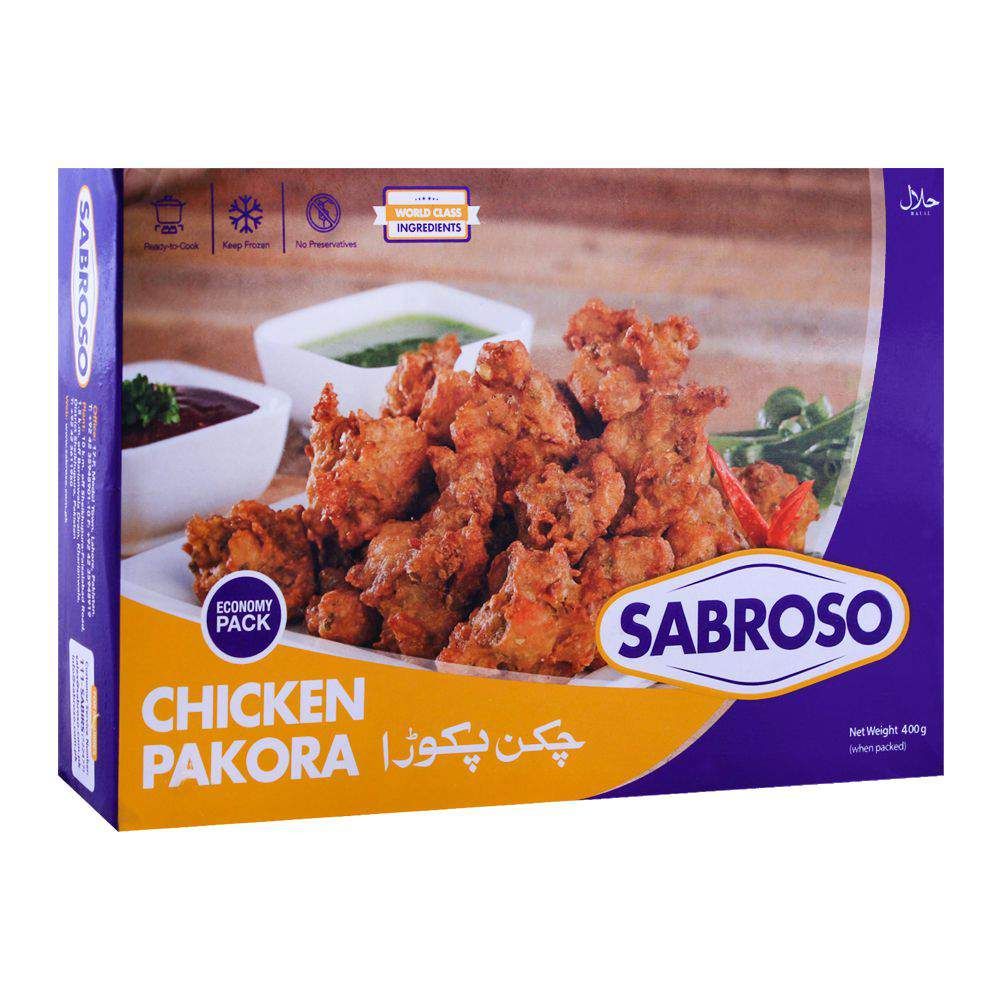 Ready-to-Cook
Keep Frozen
No Preservatives
WORLD CLASS
INGREDIENTS
حلال
HALAL
SABROSO
ECONOMY
PACK
SABROSO
CHICKEN
PAKORA
چکن پکوڑا
Net Weight 400g
(when packed)